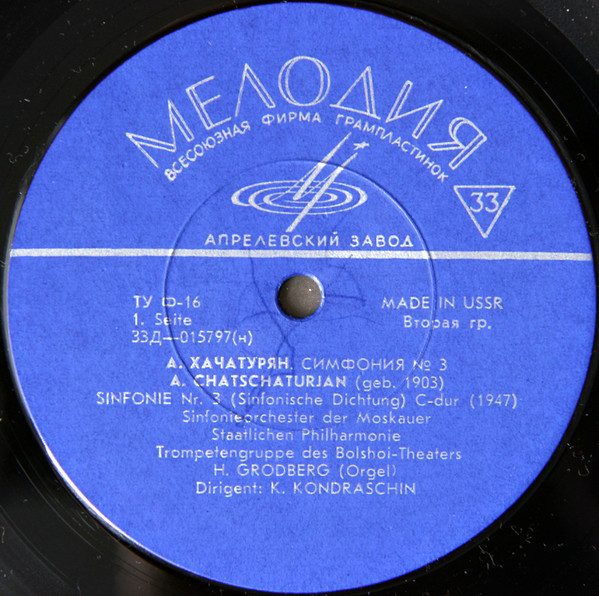 МЕЛОДИЯ
ВСЕСОЮЗНАЯ ФИРМА ГРАМПЛАСТИНОК
33
АПРЕЛЕВСКИЙ ЗАВОД
ТУ Ф-16
MADE IN USSR
1. Seite
Вторая гр.
33Д—015797(н)
А. ХАЧАТУРЯН. СИМФОНИЯ № 3
A. CHATSCHATURJAN (geb. 1903)
SINFONIE Nr. 3 (Sinfonische Dichtung) C-dur (1947)
Sinfonieorchester der Moskauer
Staatlichen Philharmonie
Trompetengruppe des Bolshoi-Theaters
H. GRODBERG (Orgel)
Dirigent: K. KONDRASCHIN